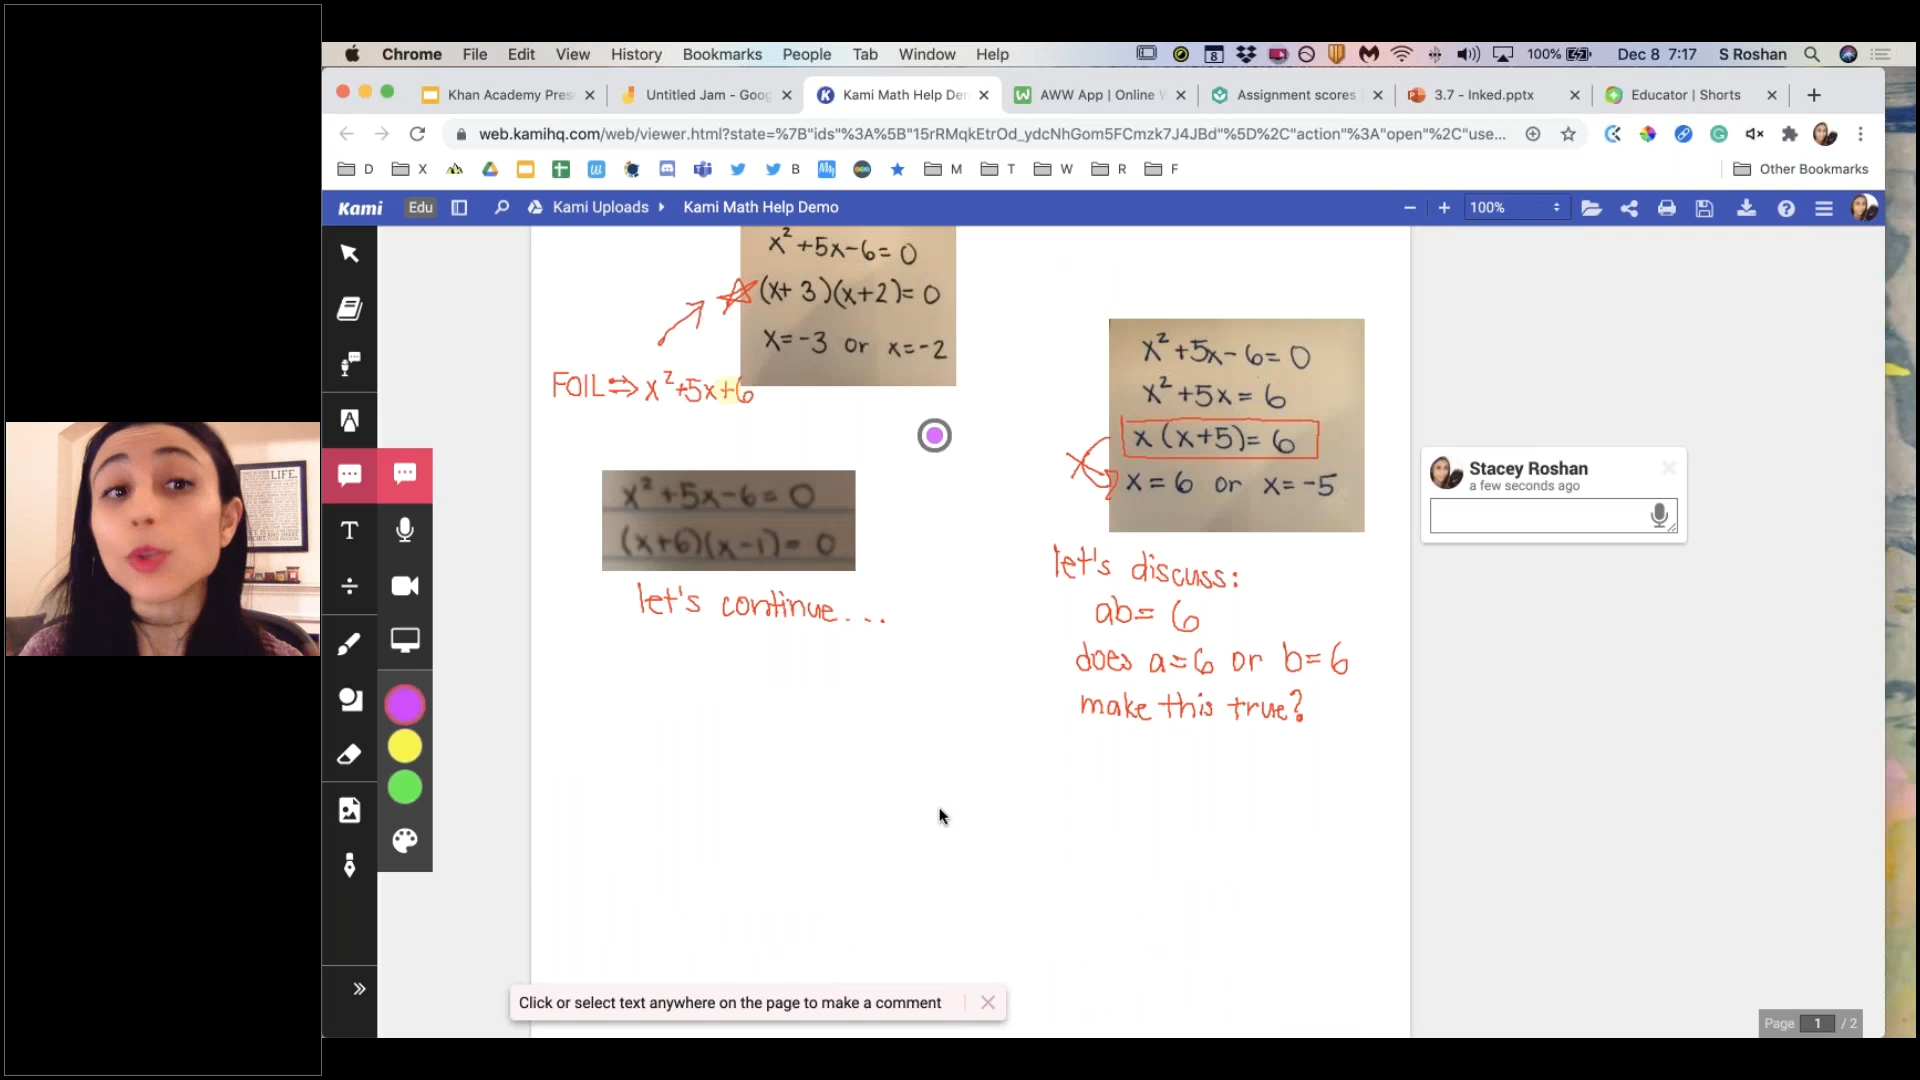 Chrome File Edit View History Bookmarks People Tab Window Help 8 100% Dec 8 7:17 S Roshan
Khan Academy Pres Untitled Jam - Goog Kami Math Help Der AWW App | Online Assignment scores 3.7 - Inked.pptx Educator | Shorts
web.kamihq.com/web/viewer.html?state=%7B"ids"%3A%5B"15rRMqkEtrOd_ydcNhGom5FCmzk7J4JBd"%5D%2C"action"%3A"open"%2C"use...
D X B M T W R F Other Bookmarks
Kami Edu Kami Uploads Kami Math Help Demo 100%
x²+5x-6=0
(x+3)(x+2)=0
x=-3 or x=-2
FOIL⇒x²+5x+6
x²+5x-6=0
x²+5x=6
x(x+5)=6
x=6 or x=-5
x²+5x-6=0
(x+6)(x-1)=0
let's continue...
let's discuss:
ab=6
does a=6 or b=6
make this true?
Stacey Roshan
a few seconds ago
LIFE.
Click or select text anywhere on the page to make a comment
Page 1 / 2